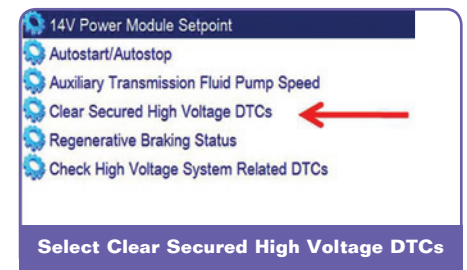 14V Power Module Setpoint
Autostart/Autostop
Auxiliary Transmission Fluid Pump Speed
Clear Secured High Voltage DTCs
Regenerative Braking Status
Check High Voltage System Related DTCs
Select Clear Secured High Voltage DTCs